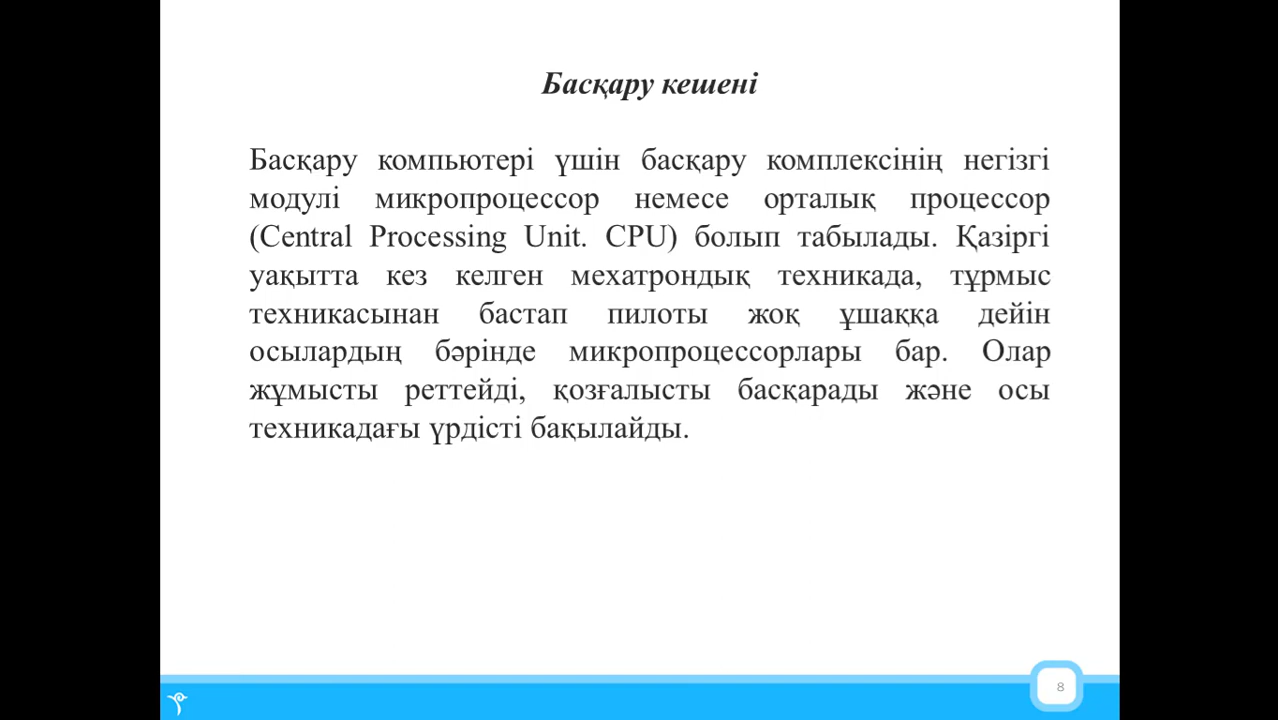 Басқару кешені
Басқару компьютері үшін басқару комплексінің негізгі
модулі микропроцессор немесе орталық процессор
(Central Processing Unit. CPU) болып табылады. Қазіргі
уақытта кез келген мехатрондық техникада, тұрмыс
техникасынан бастап пилоты жоқ ұшаққа дейін
осылардың бәрінде микропроцессорлары бар. Олар
жұмысты реттейді, қозғалысты басқарады және осы
техникадағы үрдісті бақылайды.
8